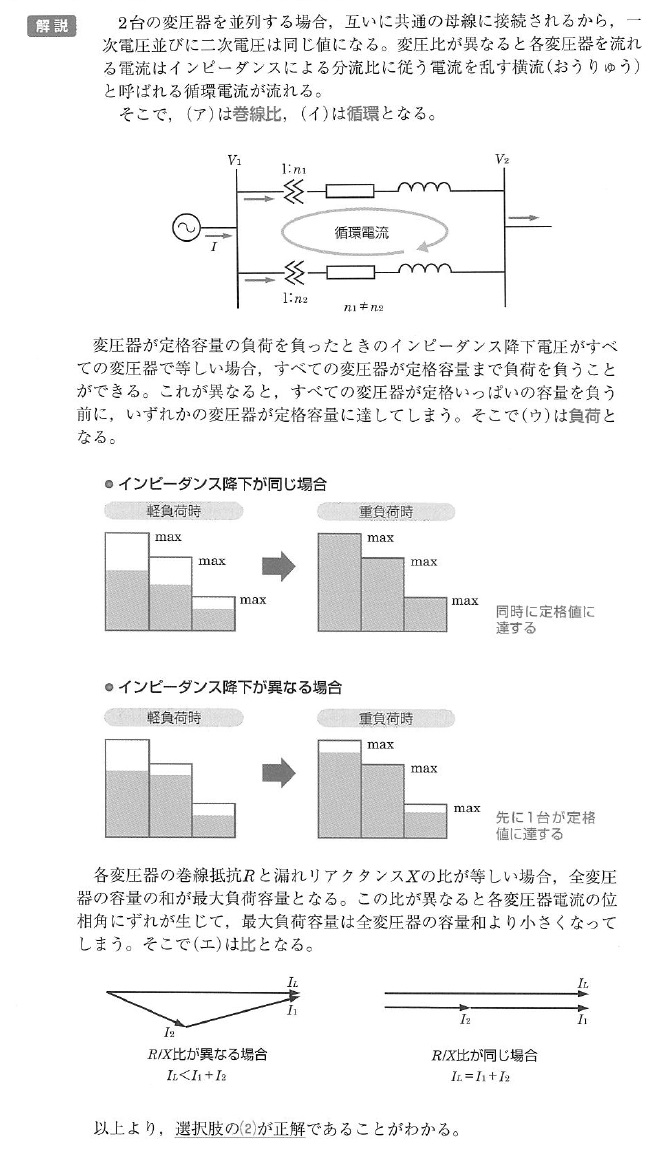 解説
2台の変圧器を並列する場合，互いに共通の母線に接続されるから，一
次電圧並びに二次電圧は同じ値になる。変圧比が異なると各変圧器を流れ
る電流はインピーダンスによる分流比に従う電流を乱す横流(おうりゅう)
と呼ばれる循環電流が流れる。
そこで，(ア)は巻線比，(イ)は循環となる。
V1
V2
1:n1
I
循環電流
1:n2
n1≠n2
変圧器が定格容量の負荷を負ったときのインピーダンス降下電圧がすべ
ての変圧器で等しい場合，すべての変圧器が定格容量まで負荷を負うこと
ができる。これが異なると，すべての変圧器が定格いっぱいの容量を負う
前に，いずれかの変圧器が定格容量に達してしまう。そこで(ウ)は負荷と
なる。
● インピーダンス降下が同じ場合
軽負荷時
重負荷時
max
max
max
max
max
max
同時に定格値に
達する
● インピーダンス降下が異なる場合
軽負荷時
重負荷時
max
max
max
先に1台が定格
値に達する
各変圧器の巻線抵抗Rと漏れリアクタンスXの比が等しい場合，全変圧
器の容量の和が最大負荷容量となる。この比が異なると各変圧器電流の位
相角にずれが生じて，最大負荷容量は全変圧器の容量和より小さくなって
しまう。そこで(エ)は比となる。
IL
I1
I2
R/X比が異なる場合
IL<I1+I2
IL
I2
I1
R/X比が同じ場合
IL=I1+I2
以上より，選択肢の(2)が正解であることがわかる。